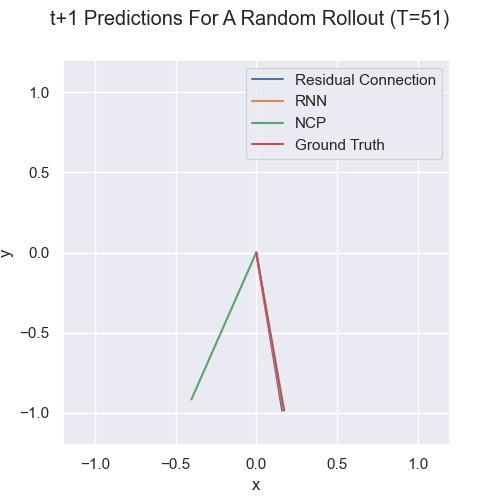 t+1 Predictions For A Random Rollout (T=51)
Residual Connection
RNN
NCP
Ground Truth
1.0
0.5
0.0
−0.5
−1.0
y
−1.0 −0.5 0.0 0.5 1.0
x